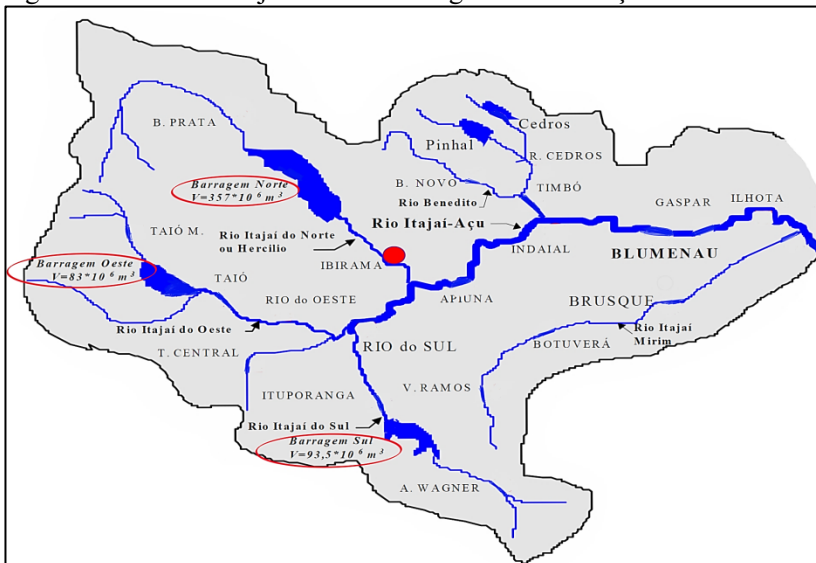 B. PRATA
Cedros
Pinhal
R. CEDROS
Barragem Norte
V=357*10⁶ m³
B. NOVO
TIMBÓ
Rio Benedito
GASPAR
ILHOTA
Rio Itajaí-Açu
TAIÓ M.
Rio Itajaí do Norte
ou Hercílio
INDAIAL
BLUMENAU
Barragem Oeste
V=83*10⁶ m³
TAIÓ
IBIRAMA
RIO do OESTE
APIUNA
BRUSQUE
Rio Itajaí do Oeste
Rio Itajaí
Mirim
T. CENTRAL
RIO do SUL
BOTUVERÁ
V. RAMOS
ITUPORANGA
Rio Itajaí do Sul
Barragem Sul
V=93,5*10⁶ m³
A. WAGNER